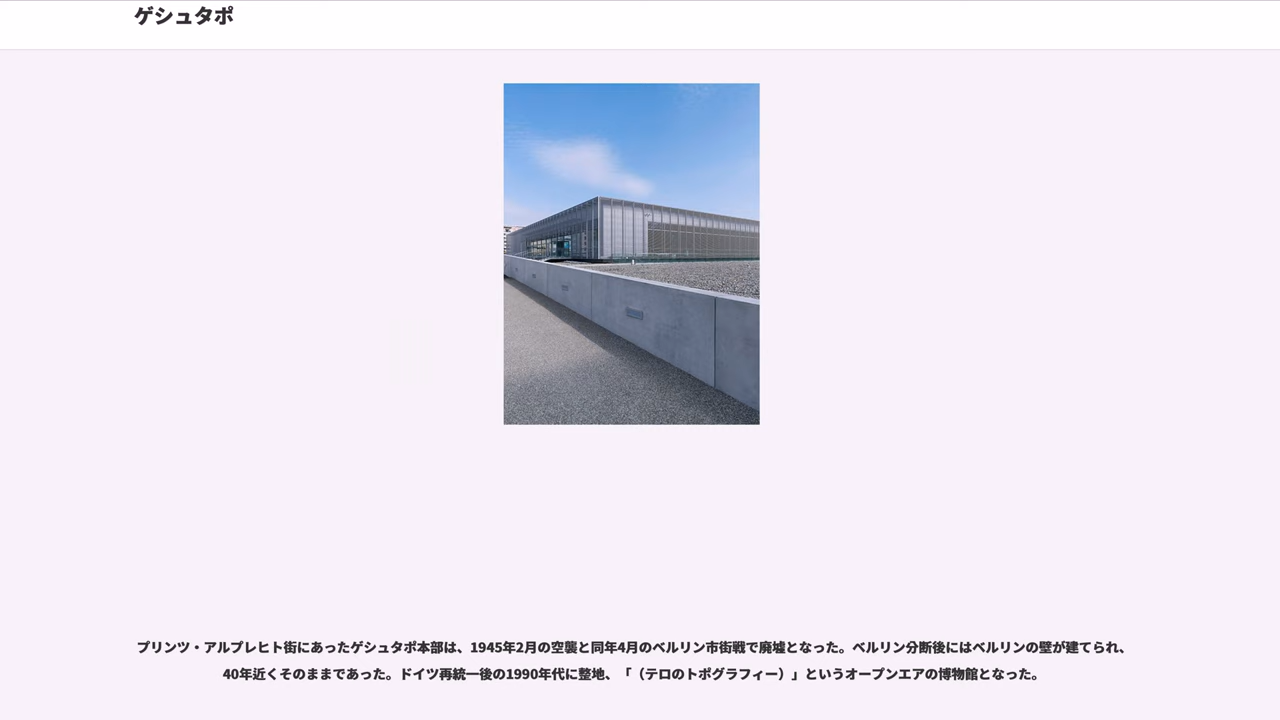 ゲシュタポ
プリンツ・アルプレヒト街にあったゲシュタポ本部は、1945年2月の空襲と同年4月のベルリン市街戦で廃墟となった。ベルリン分断後にはベルリンの壁が建てられ、
40年近くそのままであった。ドイツ再統一後の1990年代に整地、「（テロのトポグラフィー）」というオープンエアの博物館となった。